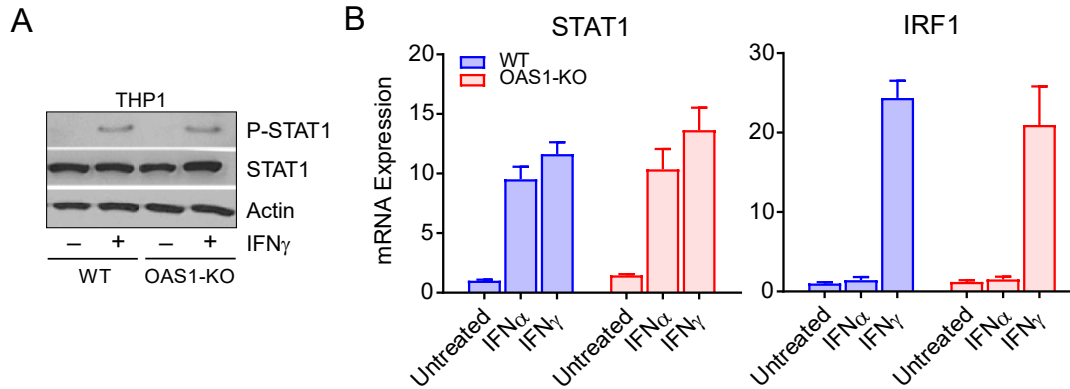 A
THP1
P-STAT1
STAT1
Actin
– + – + IFNγ
WT OAS1-KO
B
STAT1
WT
OAS1-KO
mRNA Expression
20
15
10
5
0
Untreated
IFNα
IFNγ
Untreated
IFNα
IFNγ
IRF1
30
20
10
0
Untreated
IFNα
IFNγ
Untreated
IFNα
IFNγ